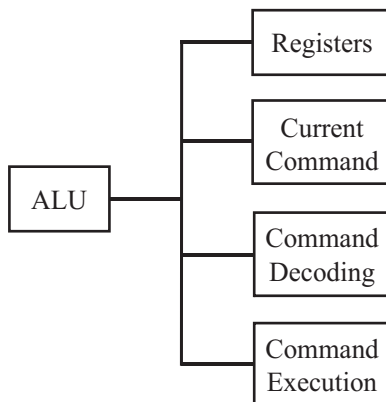 Registers
Current
Command
ALU
Command
Decoding
Command
Execution